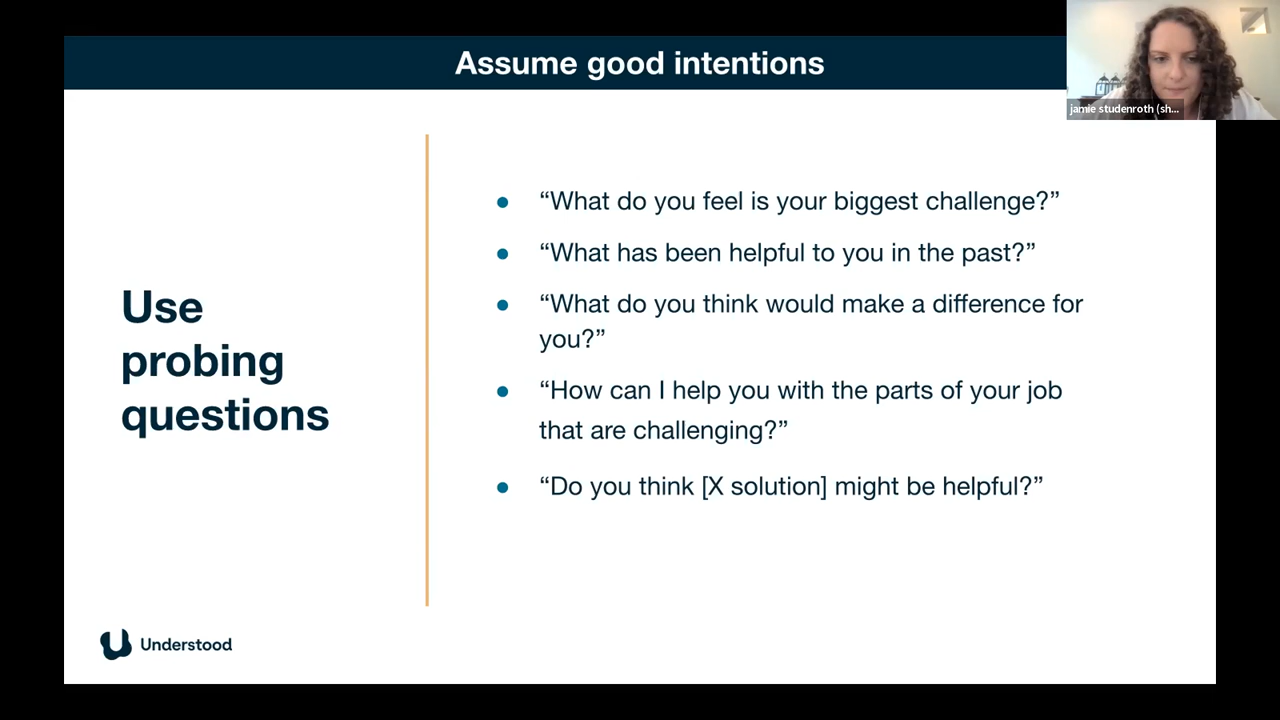 Assume good intentions
jamie studenroth (sh...
Use
probing
questions
● “What do you feel is your biggest challenge?”
● “What has been helpful to you in the past?”
● “What do you think would make a difference for
you?”
● “How can I help you with the parts of your job
that are challenging?”
● “Do you think [X solution] might be helpful?”
Understood